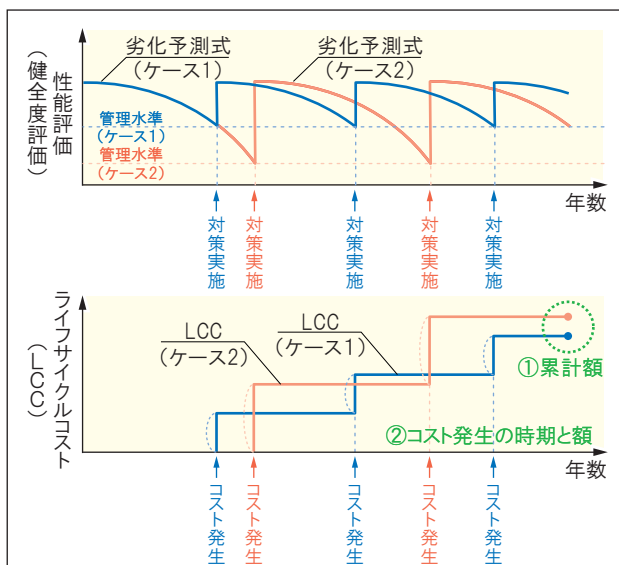 劣化予測式
(ケース1)
劣化予測式
(ケース2)
性能評価
(健全度評価)
管理水準
(ケース1)
管理水準
(ケース2)
年数
対策実施
対策実施
対策実施
対策実施
対策実施
ライフサイクルコスト
(LCC)
LCC
(ケース2)
LCC
(ケース1)
①累計額
②コスト発生の時期と額
年数
コスト発生
コスト発生
コスト発生
コスト発生
コスト発生